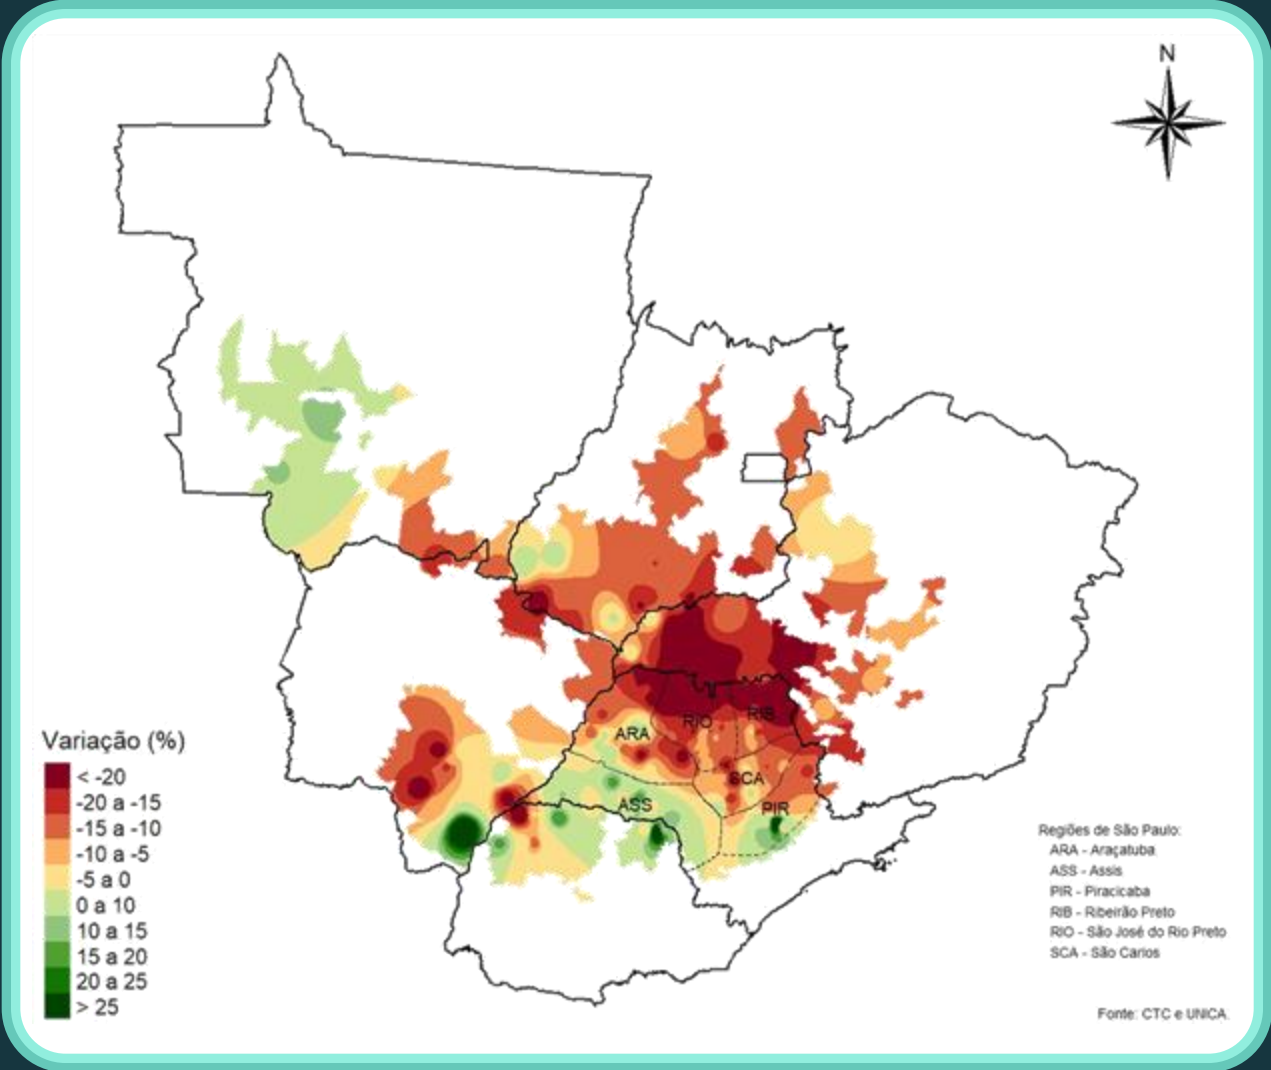 N
ARA
RIO
RIB
SCA
ASS
PIR
Variação (%)
< -20
-20 a -15
-15 a -10
-10 a -5
-5 a 0
0 a 10
10 a 15
15 a 20
20 a 25
> 25
Regiões de São Paulo:
ARA - Araçatuba
ASS - Assis
PIR - Piracicaba
RIB - Ribeirão Preto
RIO - São José do Rio Preto
SCA - São Carlos
Fonte: CTC e UNICA.